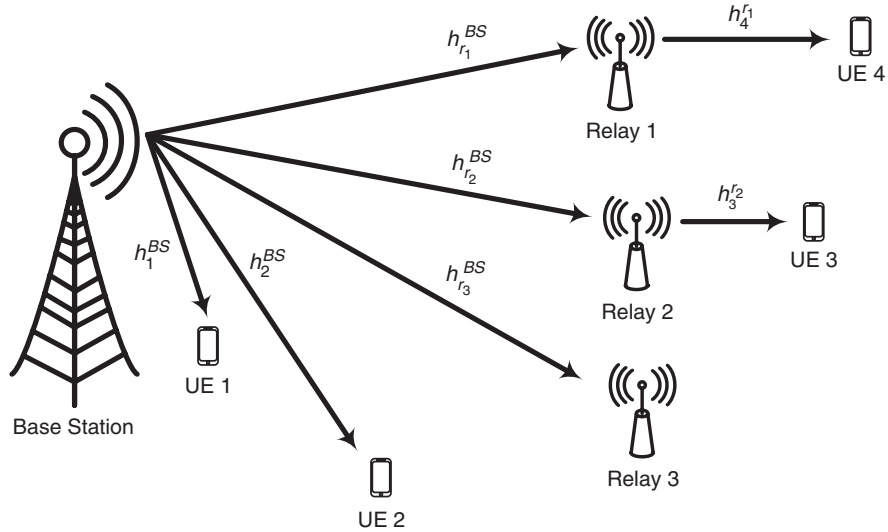 h_{r_1}^{BS}
h_4^{r_1}
UE 4
Relay 1
h_{r_2}^{BS}
h_3^{r_2}
UE 3
Relay 2
h_1^{BS}
h_2^{BS}
h_{r_3}^{BS}
UE 1
Base Station
Relay 3
UE 2